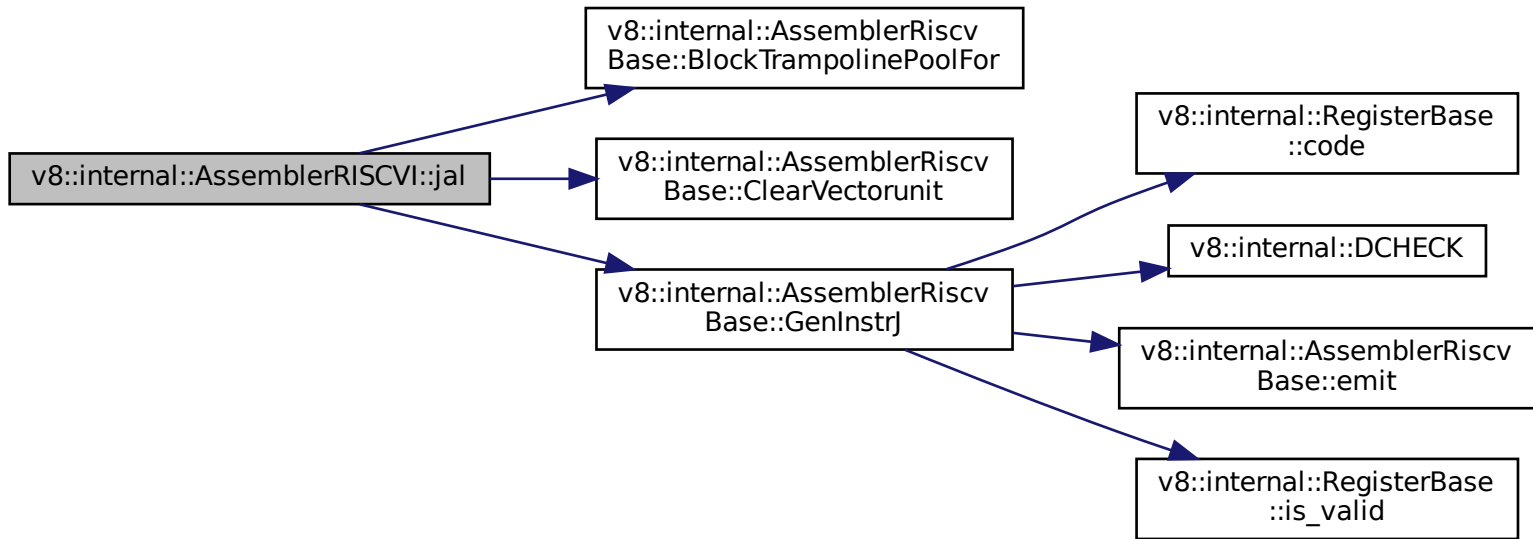 v8::internal::AssemblerRISCVI::jal
v8::internal::AssemblerRiscv
Base::BlockTrampolinePoolFor
v8::internal::AssemblerRiscv
Base::ClearVectorunit
v8::internal::AssemblerRiscv
Base::GenInstrJ
v8::internal::RegisterBase
::code
v8::internal::DCHECK
v8::internal::AssemblerRiscv
Base::emit
v8::internal::RegisterBase
::is_valid